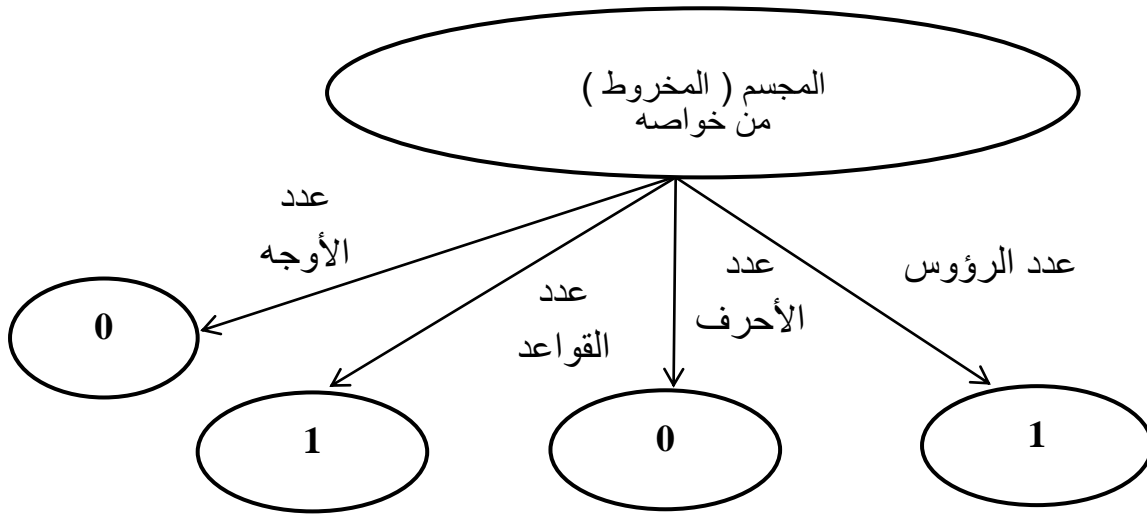 المجسم ( المخروط )
من خواصه
عدد الرؤوس
عدد
الأحرف
عدد
القواعد
عدد
الأوجه
1
0
1
0